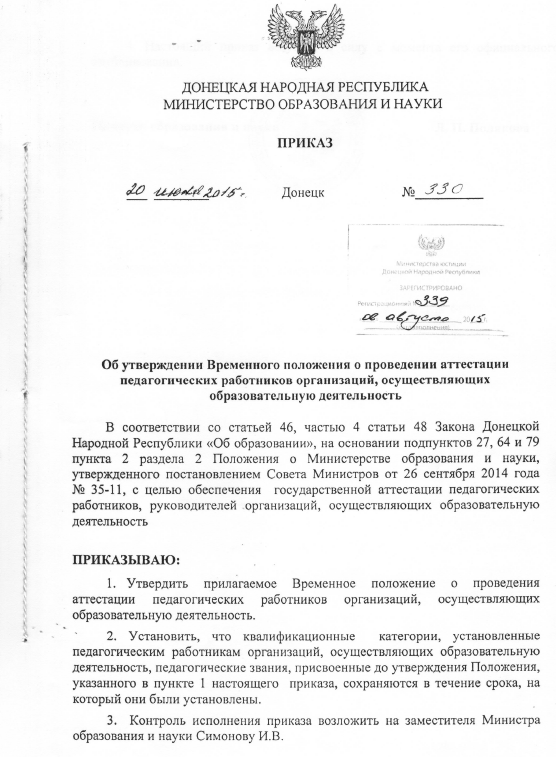 ДОНЕЦКАЯ НАРОДНАЯ РЕСПУБЛИКА
МИНИСТЕРСТВО ОБРАЗОВАНИЯ И НАУКИ
ПРИКАЗ
20 июля 2015 г. Донецк № 330
Министерство юстиции
Донецкой Народной Республики
ЗАРЕГИСТРИРОВАНО
Регистрационный № 339
августа 2015
Об утверждении Временного положения о проведении аттестации
педагогических работников организаций, осуществляющих
образовательную деятельность
В соответствии со статьей 46, частью 4 статьи 48 Закона Донецкой
Народной Республики «Об образовании», на основании подпунктов 27, 64 и 79
пункта 2 раздела 2 Положения о Министерстве образования и науки,
утвержденного постановлением Совета Министров от 26 сентября 2014 года
№ 35-11, с целью обеспечения государственной аттестации педагогических
работников, руководителей организаций, осуществляющих образовательную
деятельность
ПРИКАЗЫВАЮ:
1. Утвердить прилагаемое Временное положение о проведении
аттестации педагогических работников организаций, осуществляющих
образовательную деятельность.
2. Установить, что квалификационные категории, установленные
педагогическим работникам организаций, осуществляющих образовательную
деятельность, педагогические звания, присвоенные до утверждения Положения,
указанного в пункте 1 настоящего приказа, сохраняются в течение срока, на
который они были установлены.
3. Контроль исполнения приказа возложить на заместителя Министра
образования и науки Симонову И.В.